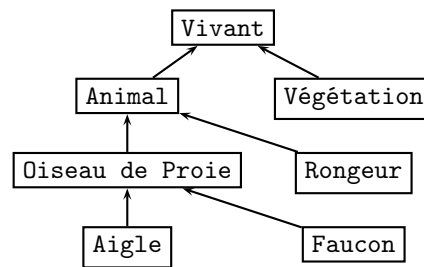 Vivant
Animal
Végétation
Oiseau de Proie
Rongeur
Aigle
Faucon